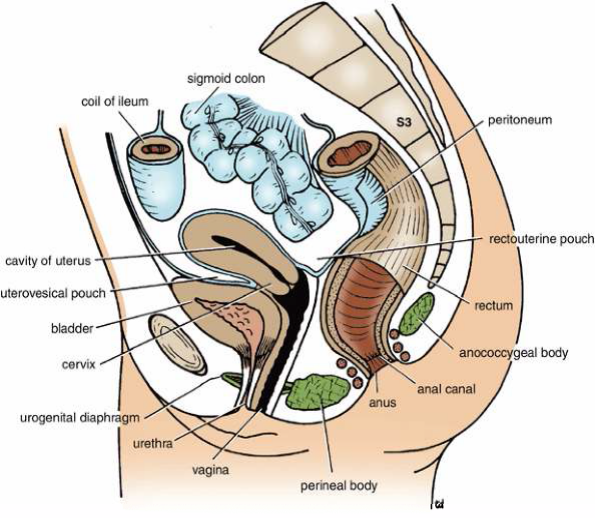 sigmoid colon
coil of ileum
S3
peritoneum
rectouterine pouch
cavity of uterus
uterovesical pouch
rectum
bladder
anococcygeal body
cervix
anal canal
anus
urogenital diaphragm
urethra
vagina
perineal body